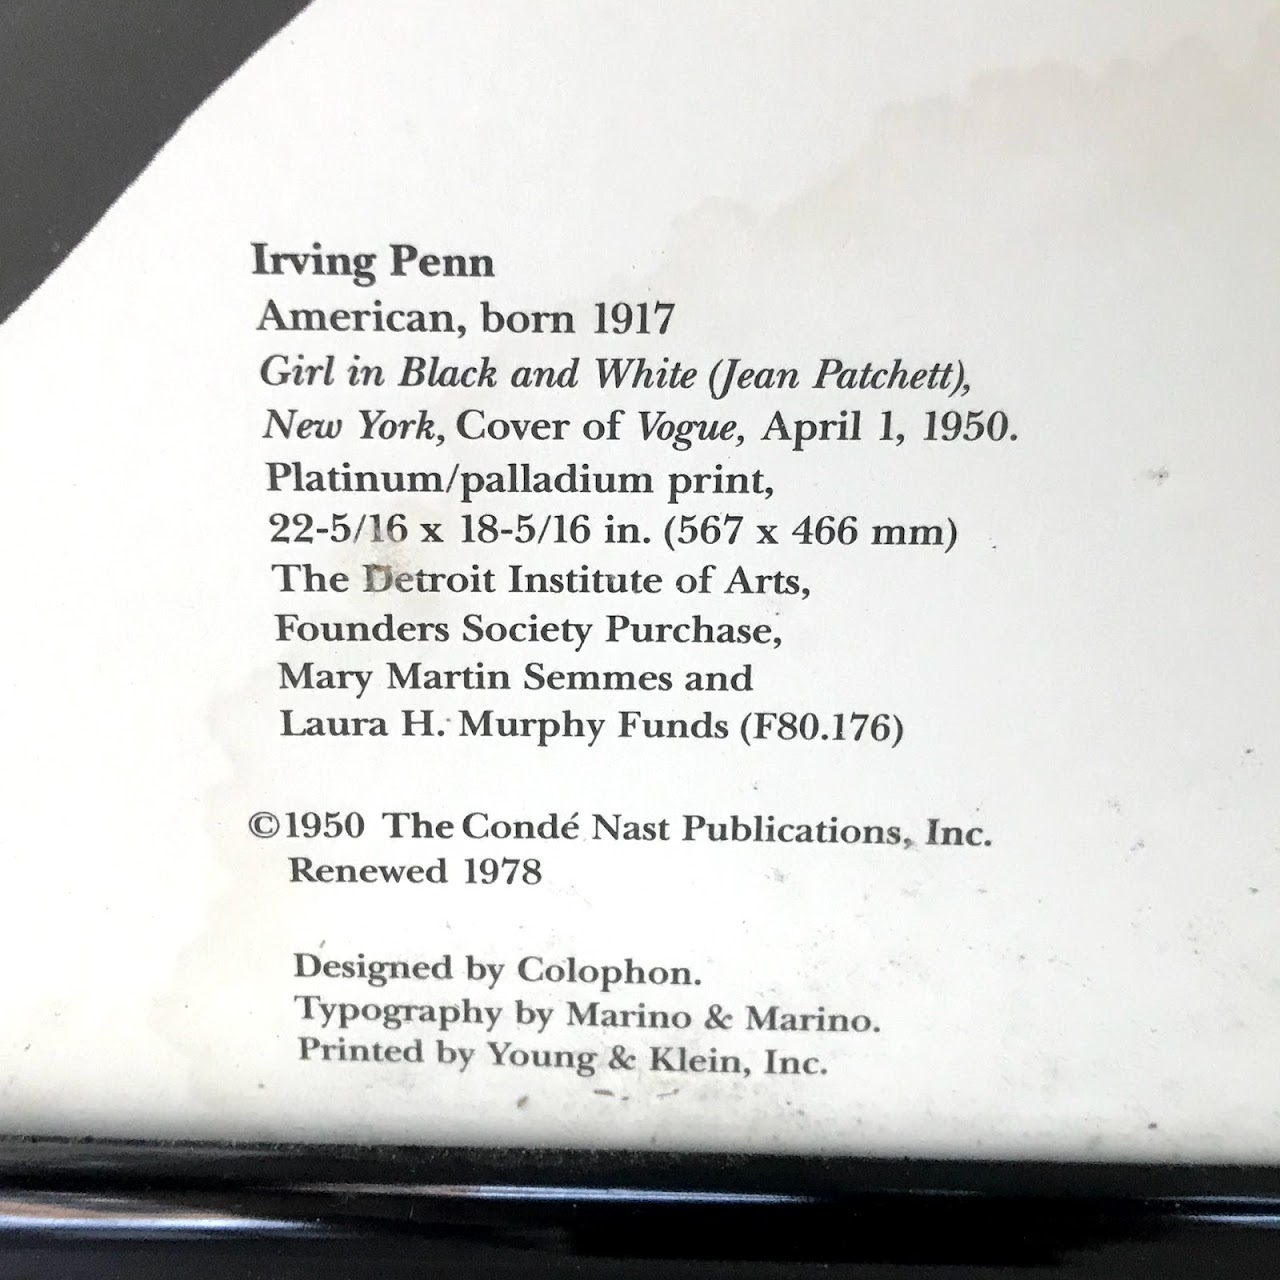 Irving Penn
American, born 1917
Girl in Black and White (Jean Patchett),
New York, Cover of Vogue, April 1, 1950.
Platinum/palladium print,
22-5/16 x 18-5/16 in. (567 x 466 mm)
The Detroit Institute of Arts,
Founders Society Purchase,
Mary Martin Semmes and
Laura H. Murphy Funds (F80.176)
©1950 The Condé Nast Publications, Inc.
Renewed 1978
Designed by Colophon.
Typography by Marino & Marino.
Printed by Young & Klein, Inc.